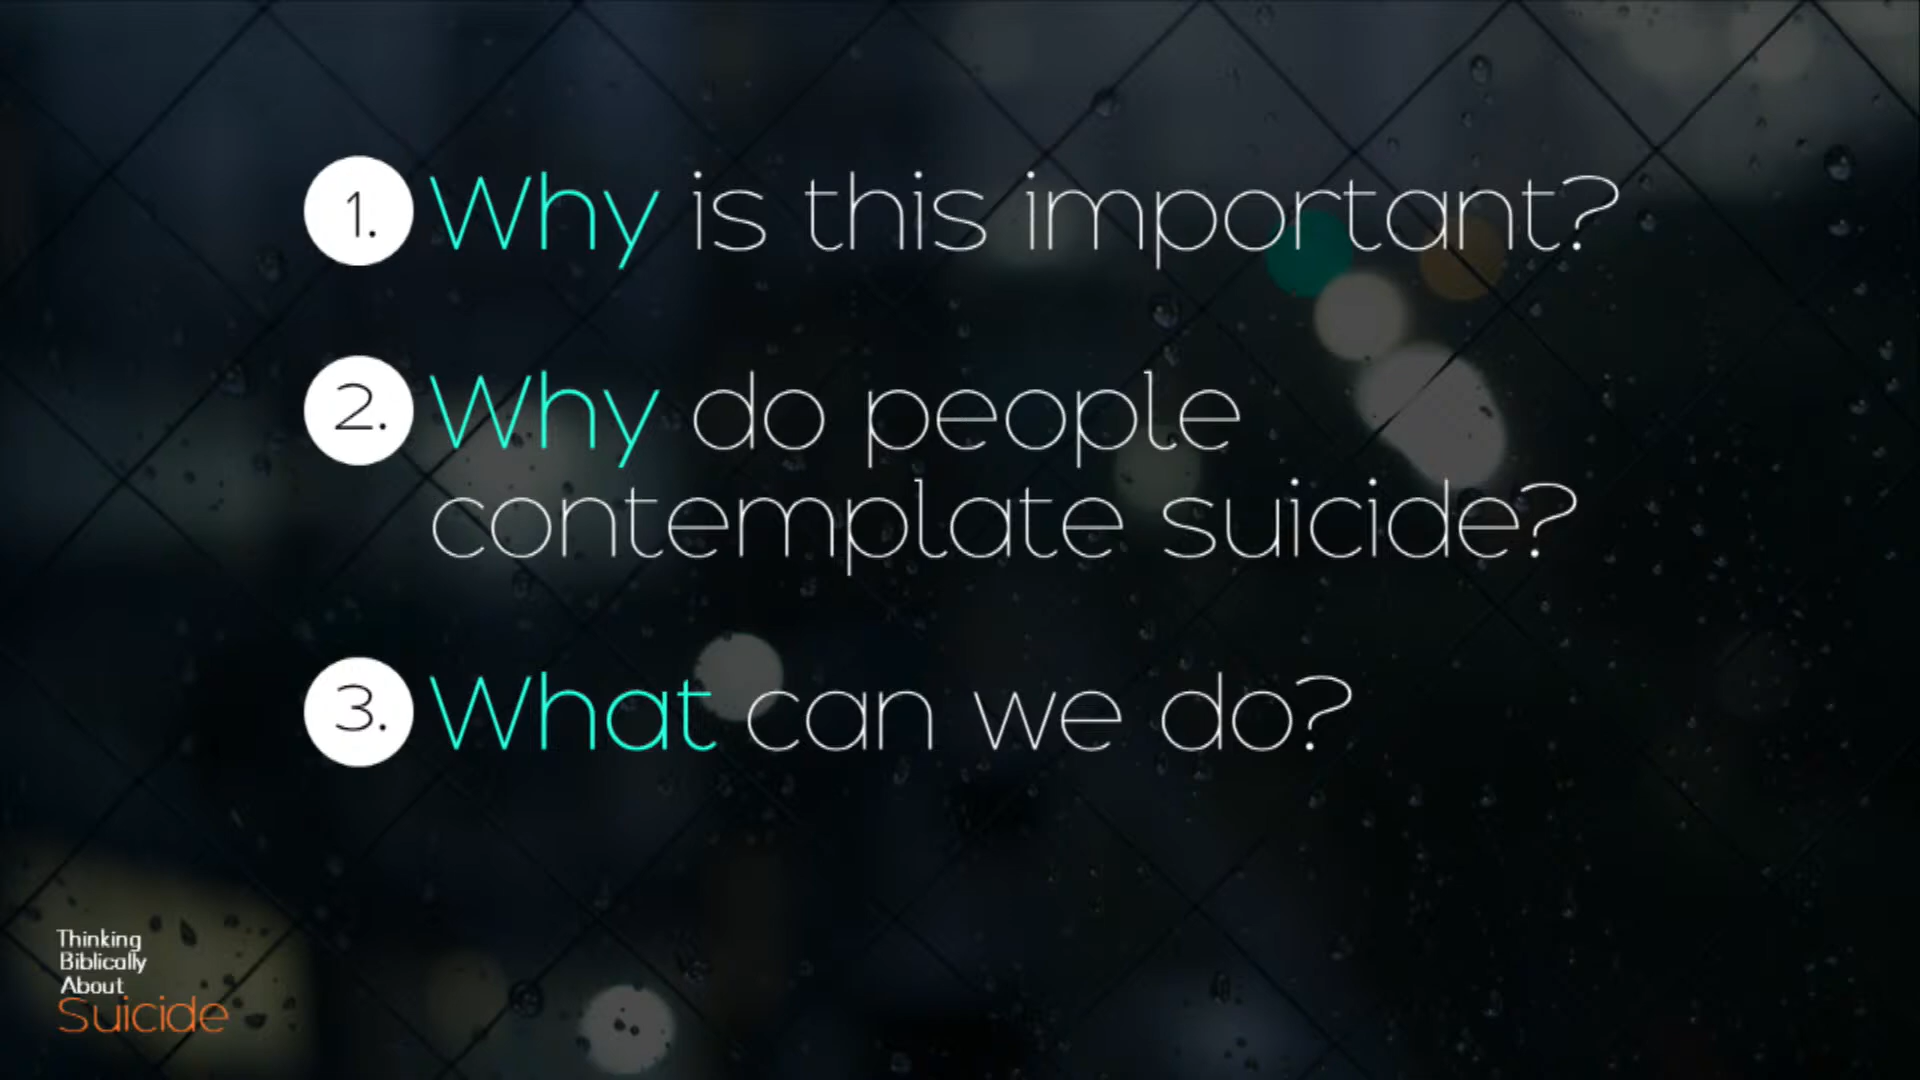 1. Why is this important?
2. Why do people
contemplate suicide?
3. What can we do?
Thinking
Biblically
About
Suicide